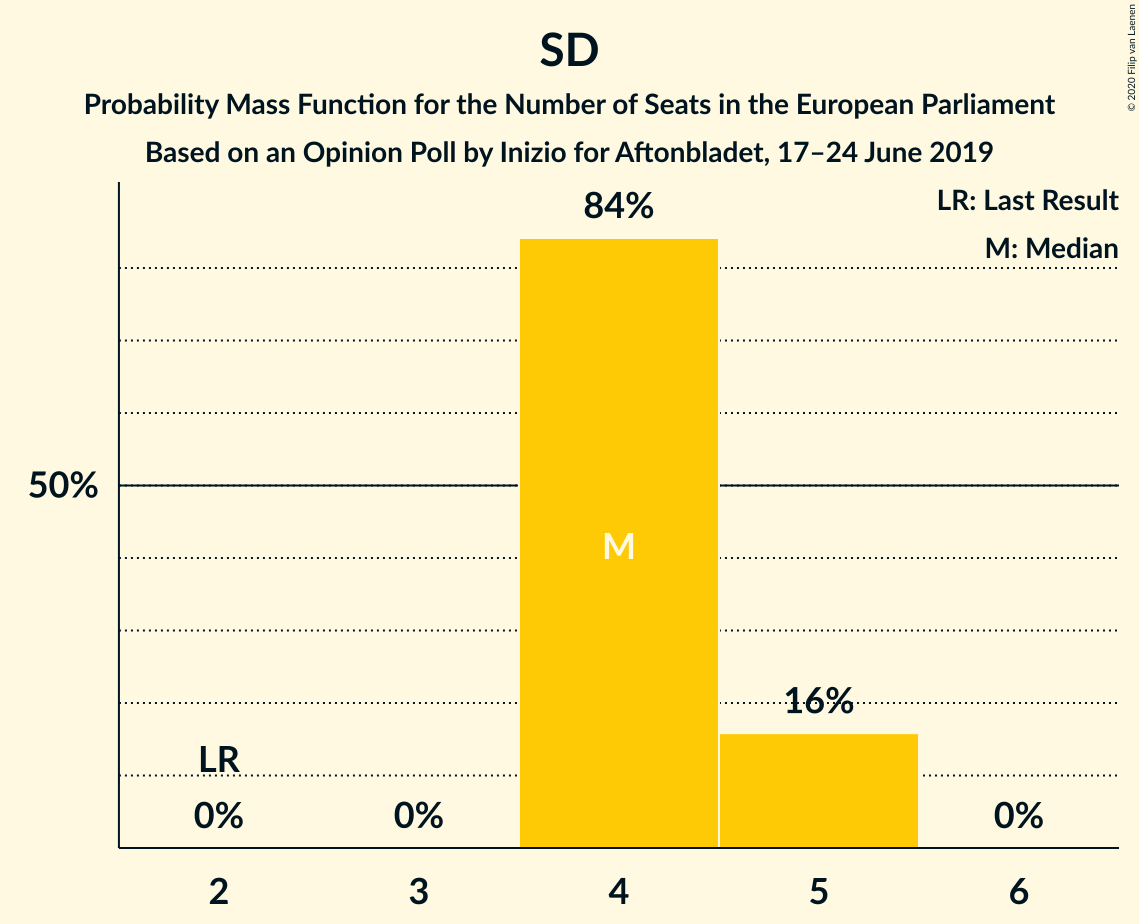 SD
Probability Mass Function for the Number of Seats in the European Parliament
Based on an Opinion Poll by Inizio for Aftonbladet, 17–24 June 2019
© 2020 Filip van Laenen
LR: Last Result
M: Median
84%
50%
M
16%
LR
0%
0%
0%
2
3
4
5
6